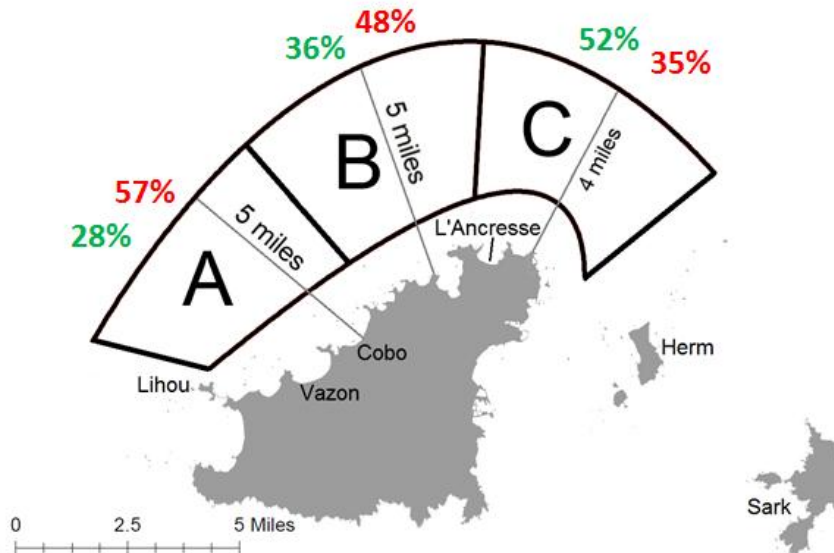 36% 48%
52%
35%
57%
28%
A
5 miles
B
5 miles
C
4 miles
L'Ancresse
Cobo
Lihou
Vazon
Herm
Sark
0 2.5 5 Miles